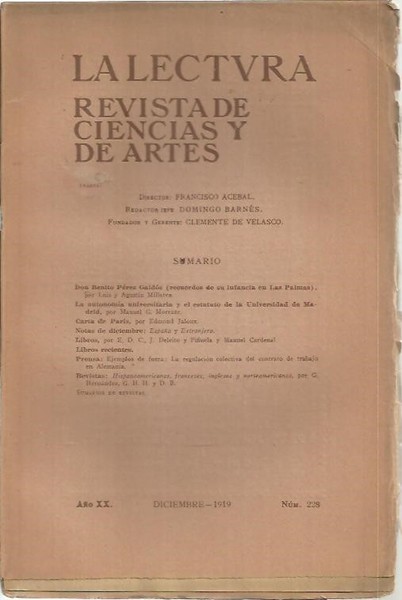 LA LECTVRA
REVISTA DE
CIENCIAS Y
DE ARTES
DIRECTOR: FRANCISCO ACEBAL.
REDACTOR JEFE DOMINGO BARNÉS.
FUNDADOR Y GERENTE: CLEMENTE DE VELASCO.
SUMARIO
Don Benito Pérez Galdós (recuerdos de su infancia en Las Palmas),
por Luis y Agustín Millares
La autonomía universitaria y el estatuto de la Universidad de Ma-
drid, por Manuel G. Morente.
Carta de París, por Edmond Jaloux.
Notas de diciembre: España y Extranjero.
Libros, por E. D. C., J. Deleito y Piñuela y Manuel Cardenal
Libros recientes.
Prensa: Ejemplos de fuera: La regulación colectiva del contrato de trabajo
en Alemania.
Revistas: Hispanoamericanas, francesas, inglesas y norteamericanas, por G.
Bernández, G. B. H. y D. B.
Año XX. DICIEMBRE — 1919 Núm. 228